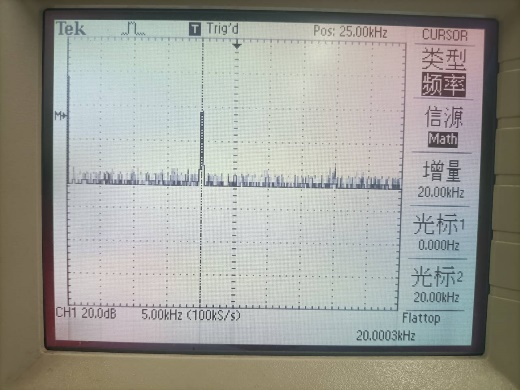 Tek T Trig'd Pos: 25.00kHz CURSOR
类型
频率
信源
Math
M
增量
20.00kHz
光标1
0.000Hz
光标2
20.00kHz
CH1 20.0dB 5.00kHz (100kS/s) Flattop
20.0003kHz